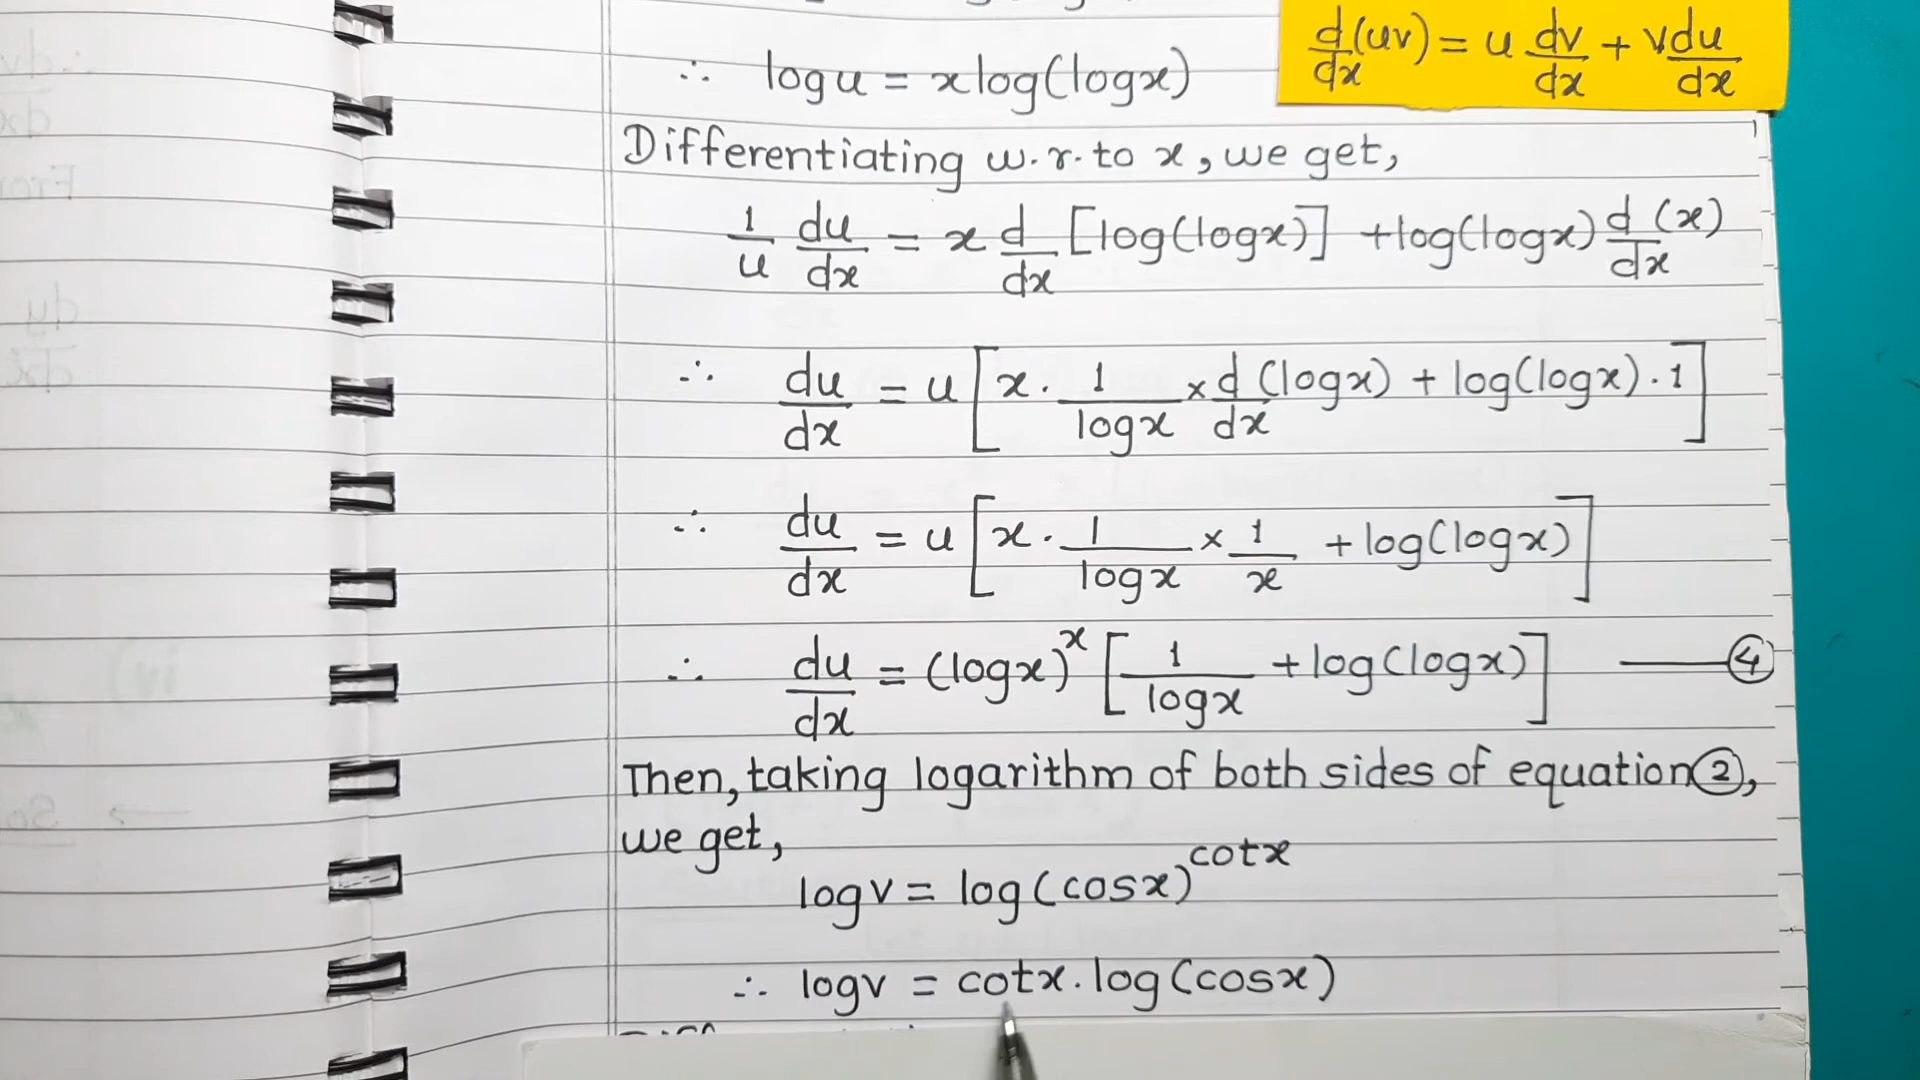 d/dx (uv) = u dv/dx + v du/dx
∴ log u = x log(log x)
Differentiating w.r. to x, we get,
1/u du/dx = x d/dx [log(log x)] + log(log x) d/dx (x)
∴ du/dx = u [x · 1/log x × d/dx (log x) + log(log x) · 1]
∴ du/dx = u [x · 1/log x × 1/x + log(log x)]
∴ du/dx = (log x)^x [1/log x + log(log x)] — ④
Then, taking logarithm of both sides of equation ②,
we get,
log v = log (cos x)^cot x
∴ log v = cot x . log (cos x)